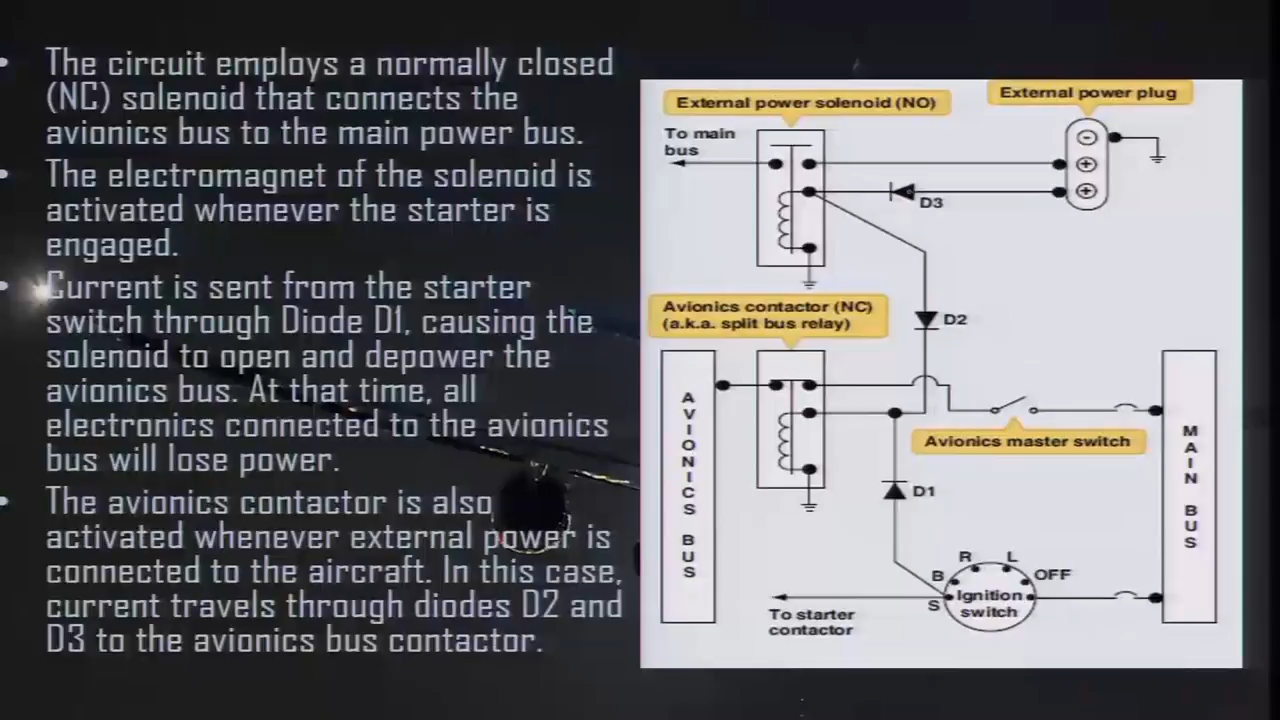 • The circuit employs a normally closed
(NC) solenoid that connects the
avionics bus to the main power bus.
• The electromagnet of the solenoid is
activated whenever the starter is
engaged.
• Current is sent from the starter
switch through Diode D1, causing the
solenoid to open and depower the
avionics bus. At that time, all
electronics connected to the avionics
bus will lose power.
• The avionics contactor is also
activated whenever external power is
connected to the aircraft. In this case,
current travels through diodes D2 and
D3 to the avionics bus contactor.
External power solenoid (NO)
External power plug
To main
bus
D3
D2
Avionics contactor (NC)
(a.k.a. split bus relay)
AVIONICS BUS
Avionics master switch
MAIN BUS
D1
R
L
B
OFF
S
Ignition
switch
To starter
contactor